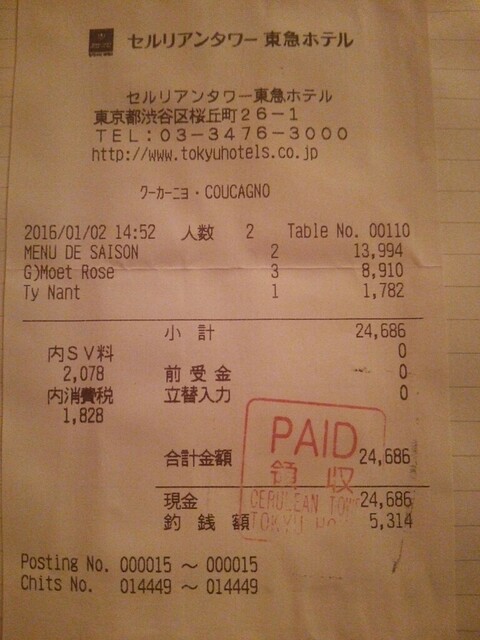 セルリアンタワー東急ホテル
セルリアンタワー東急ホテル
東京都渋谷区桜丘町26-1
TEL:03-3476-3000
http://www.tokyuhotels.co.jp
クーカーニョ・COUCAGNO
2016/01/02 14:52 人数 2 Table No. 00110
MENU DE SAISON 2 13,994
G)Moet Rose 3 8,910
Ty Nant 1 1,782
小計 24,686
内SV料 0
2,078 前受金 0
内消費税 立替入力 0
1,828
PAID
合計金額 24,686
領収
現金 24,686
CERULEAN TOWER
釣銭額 5,314
TOKYU
Posting No. 000015 ~ 000015
Chits No. 014449 ~ 014449